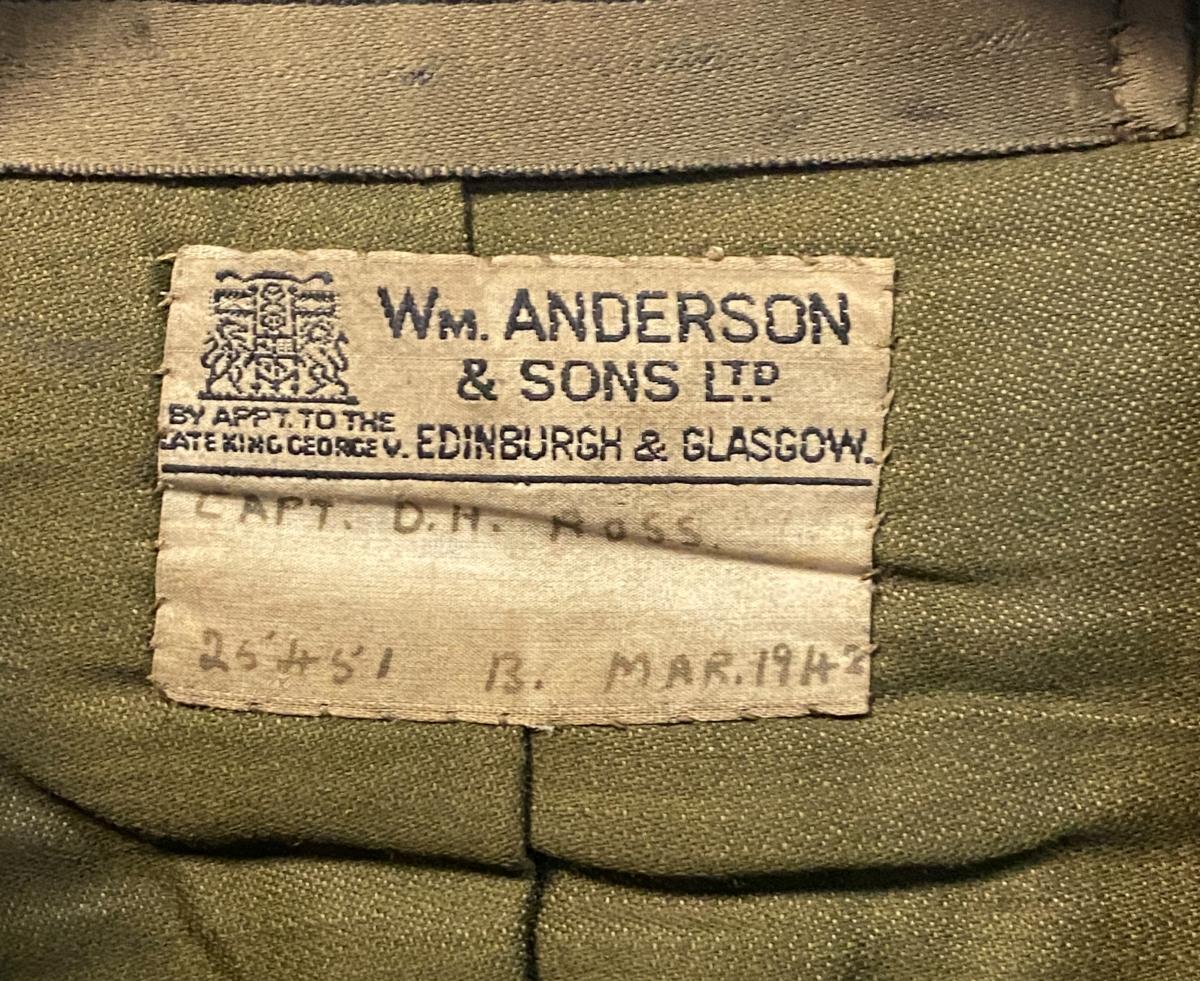 Wm. ANDERSON
& SONS LTD
BY APPT. TO THE
LATE KING GEORGE V. EDINBURGH & GLASGOW.
CAPT. D.H. ROSS.
25451 B. MAR. 1942